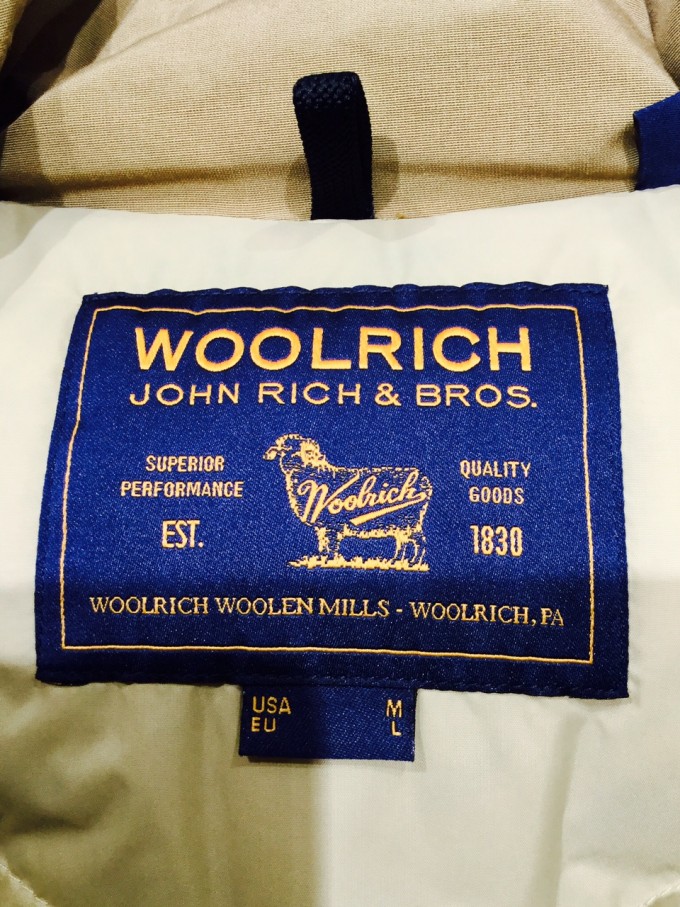 WOOLRICH
JOHN RICH & BROS.
SUPERIOR
PERFORMANCE
EST.
Woolrich
QUALITY
GOODS
1830
WOOLRICH WOOLEN MILLS - WOOLRICH, PA
USA M
EU L